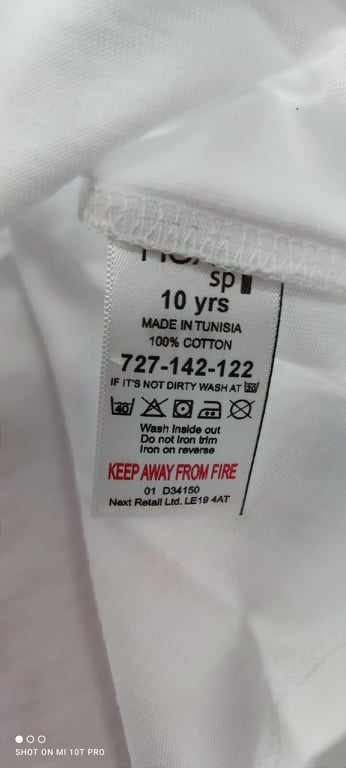 sp
10 yrs
MADE IN TUNISIA
100% COTTON
727-142-122
IF IT'S NOT DIRTY WASH AT 30
40
Wash inside out
Do not iron trim
Iron on reverse
KEEP AWAY FROM FIRE
01 D34150
Next Retail Ltd. LE19 4AT
SHOT ON MI 10T PRO